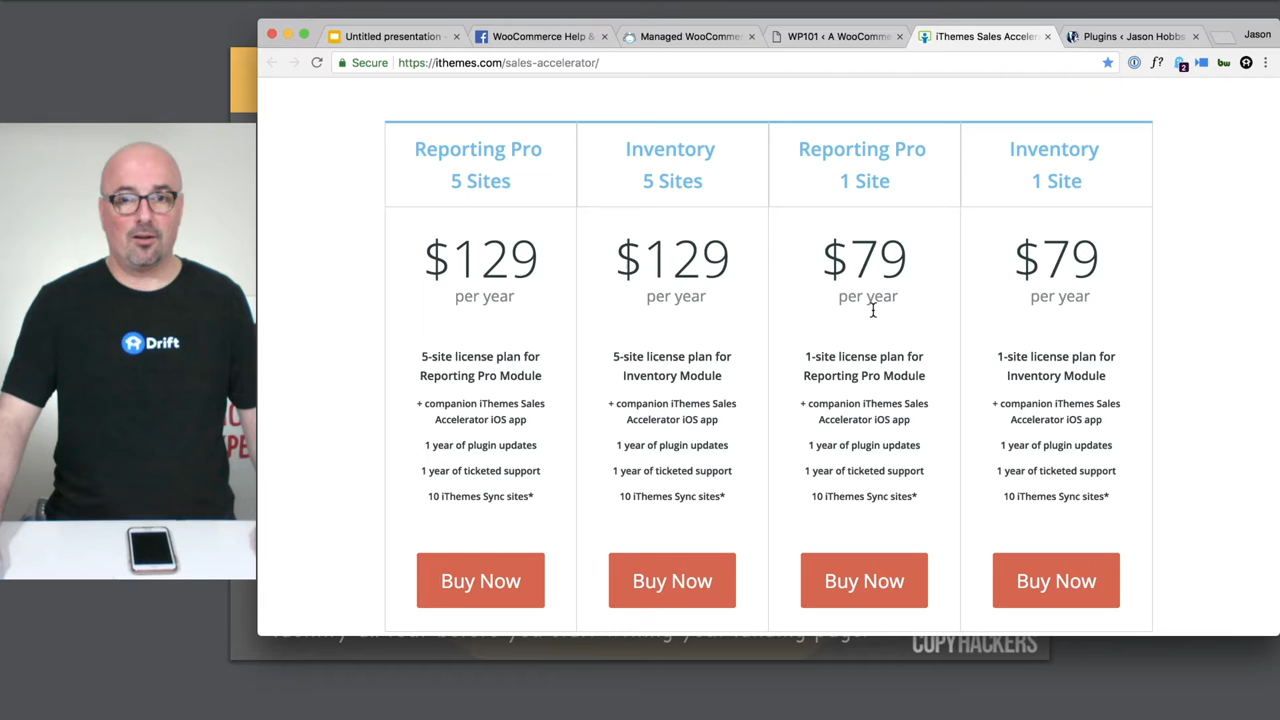 Untitled presentation -
WooCommerce Help &
Managed WooCommer
WP101 ‹ A WooComme
iThemes Sales Acceler
Plugins ‹ Jason Hobbs
Jason
Secure
https://ithemes.com/sales-accelerator/
f?
2
bw
Reporting Pro
5 Sites
Inventory
5 Sites
Reporting Pro
1 Site
Inventory
1 Site
$129
per year
$129
per year
$79
per year
$79
per year
5-site license plan for
Reporting Pro Module
+ companion iThemes Sales
Accelerator iOS app
1 year of plugin updates
1 year of ticketed support
10 iThemes Sync sites*
5-site license plan for
Inventory Module
+ companion iThemes Sales
Accelerator iOS app
1 year of plugin updates
1 year of ticketed support
10 iThemes Sync sites*
1-site license plan for
Reporting Pro Module
+ companion iThemes Sales
Accelerator iOS app
1 year of plugin updates
1 year of ticketed support
10 iThemes Sync sites*
1-site license plan for
Inventory Module
+ companion iThemes Sales
Accelerator iOS app
1 year of plugin updates
1 year of ticketed support
10 iThemes Sync sites*
Buy Now
Buy Now
Buy Now
Buy Now
Drift
COPYHACKERS